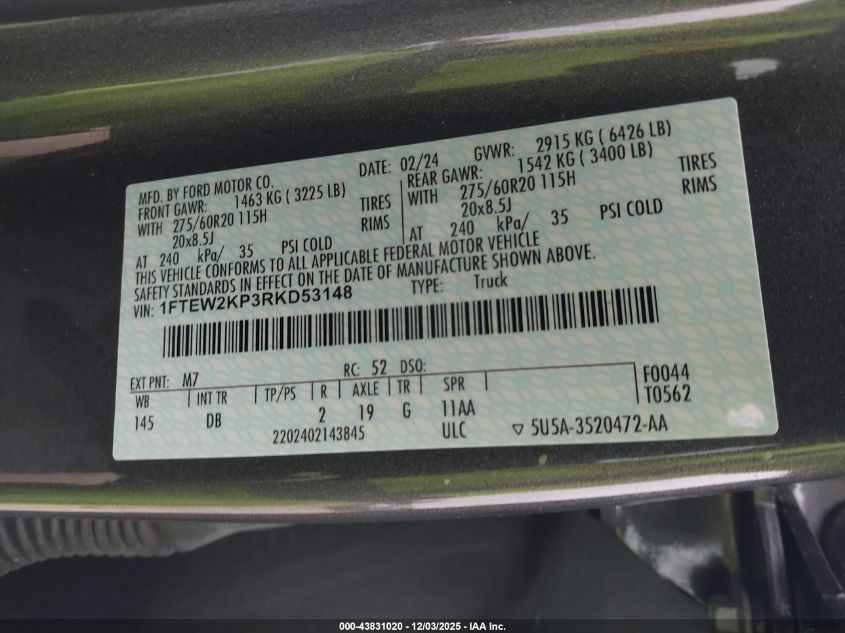 MFD. BY FORD MOTOR CO.
DATE: 02/24 GVWR: 2915 KG ( 6426 LB)
FRONT GAWR: 1463 KG ( 3225 LB)
WITH 275/60R20 115H TIRES
20x8.5J RIMS
AT 240 kPa/ 35 PSI COLD
REAR GAWR: 1542 KG ( 3400 LB)
WITH 275/60R20 115H TIRES
20x8.5J RIMS
AT 240 kPa/ 35 PSI COLD
THIS VEHICLE CONFORMS TO ALL APPLICABLE FEDERAL MOTOR VEHICLE
SAFETY STANDARDS IN EFFECT ON THE DATE OF MANUFACTURE SHOWN ABOVE.
VIN: 1FTEW2KP3RKD53148 TYPE: Truck
EXT PNT: M7 RC: 52 DSO:
WB INT TR TP/PS R AXLE TR SPR F0044
145 DB 2 19 G 11AA T0562
2202402143845 ULC ▽ 5U5A-3520472-AA
000-43831020 - 12/03/2025 - IAA Inc.